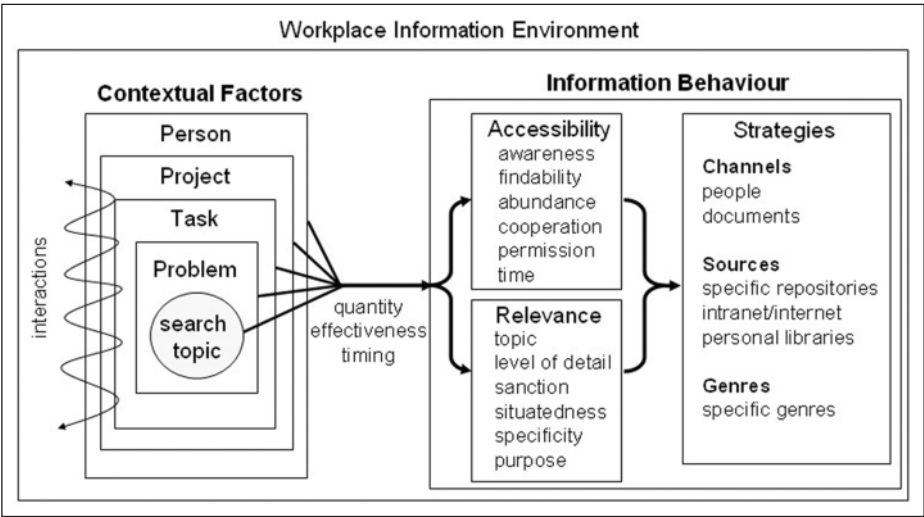 Workplace Information Environment
Contextual Factors
Person
Project
Task
Problem
search
topic
interactions
quantity
effectiveness
timing
Information Behaviour
Accessibility
awareness
findability
abundance
cooperation
permission
time
Relevance
topic
level of detail
sanction
situatedness
specificity
purpose
Strategies
Channels
people
documents
Sources
specific repositories
intranet/internet
personal libraries
Genres
specific genres